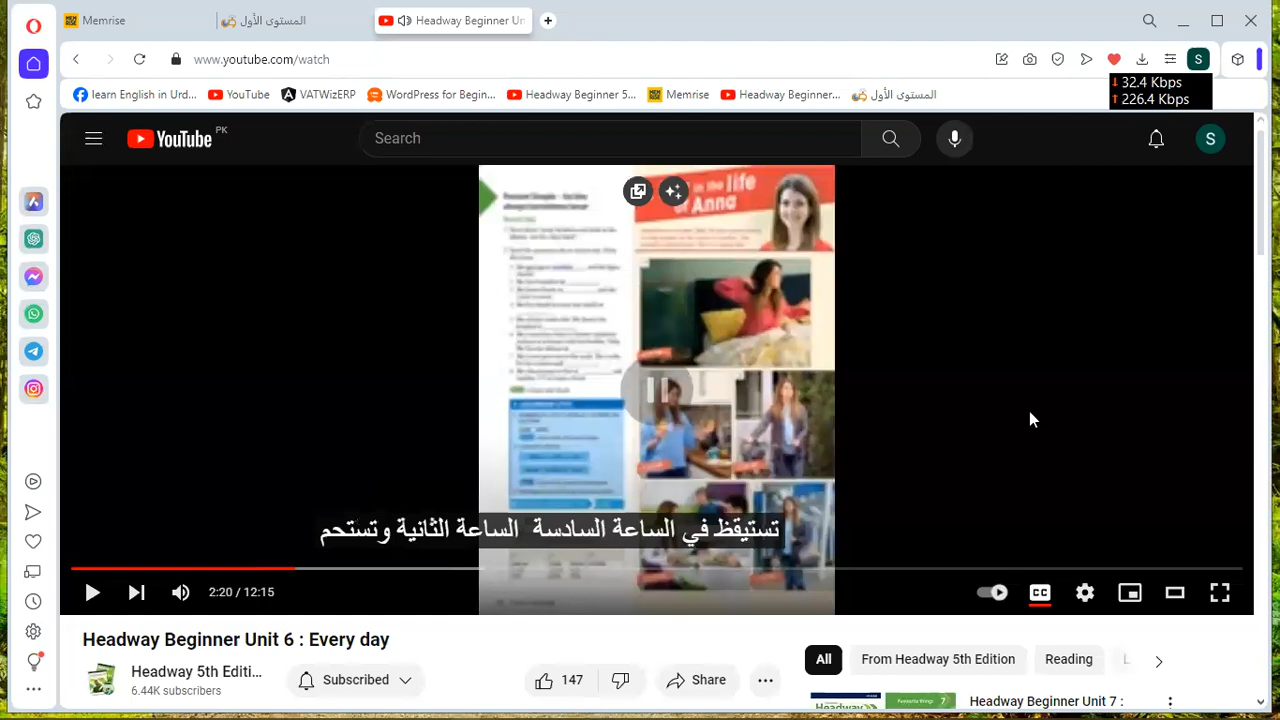 Memrise
المستوى الأول
Headway Beginner Un
www.youtube.com/watch
learn English in Urd...
YouTube
VATWizERP
Wordpress for Begin...
Headway Beginner 5...
Memrise
Headway Beginner...
المستوى الأول
32.4 Kbps
226.4 Kbps
YouTube PK
Search
S
S
in the life
of Anna
تستيقظ في الساعة السادسة الساعة الثانية وتستحم
2:20 / 12:15
CC
Headway Beginner Unit 6 : Every day
Headway 5th Editi...
6.44K subscribers
Subscribed
147
Share
All
From Headway 5th Edition
Reading
Headway Beginner Unit 7 :
Headway